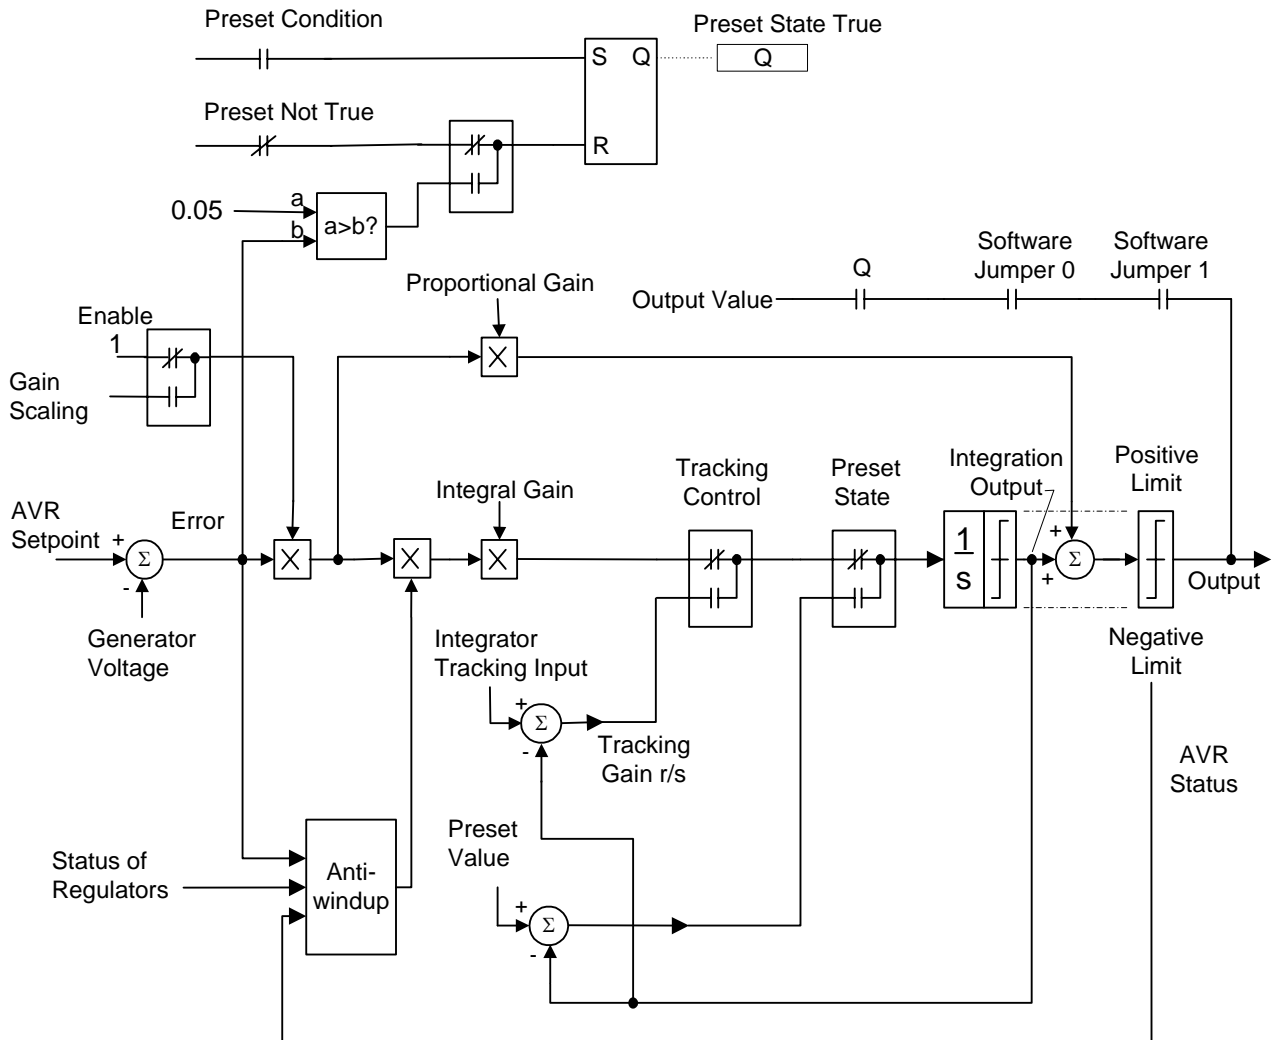 Preset Condition
Preset State True
S
Q
Q
Preset Not True
R
0.05
a
b
a>b?
Proportional Gain
Output Value
Q
Software
Jumper 0
Software
Jumper 1
Enable
1
X
Gain
Scaling
Tracking
Control
Preset
State
Integration
Output
Positive
Limit
Integral Gain
AVR
Setpoint
+
Σ
-
Error
X
X
X
1
s
+
+
Σ
Output
Generator
Voltage
Integrator
Tracking Input
Negative
Limit
+
Σ
-
Tracking
Gain r/s
AVR
Status
Preset
Value
Status of
Regulators
Anti-
windup
+
Σ
-